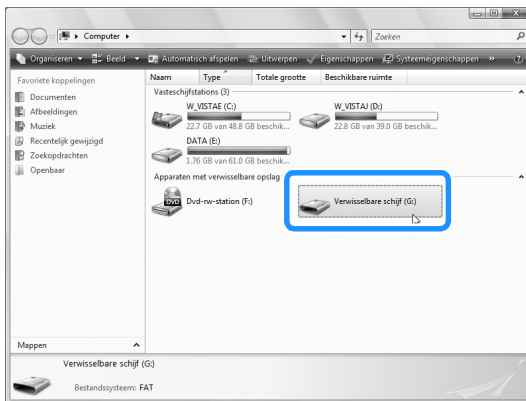 Computer
Zoeken
Organiseren Beeld Automatisch afspelen Uitwerpen Eigenschappen Systeemeigenschappen »
Favoriete koppelingen
Documenten
Afbeeldingen
Muziek
Recentelijk gewijzigd
Zoekopdrachten
Openbaar
Mappen
Naam Type Totale grootte Beschikbare ruimte
Vasteschijfstations (3)
W_VISTAE (C:)
22.7 GB van 48.8 GB beschik...
W_VISTAJ (D:)
22.8 GB van 39.0 GB beschik...
DATA (E:)
1.76 GB van 61.0 GB beschik...
Apparaten met verwisselbare opslag
DVD
Dvd-rw-station (F:)
Verwisselbare schijf (G:)
Verwisselbare schijf (G:)
Bestandssysteem: FAT